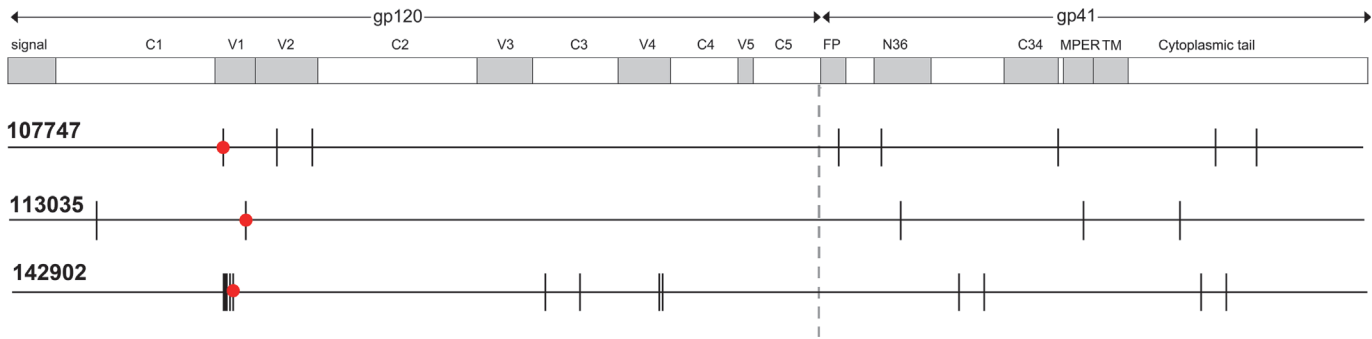 gp120 gp41
signal C1 V1 V2 C2 V3 C3 V4 C4 V5 C5 FP N36 C34 MPER TM Cytoplasmic tail
107747
113035
142902